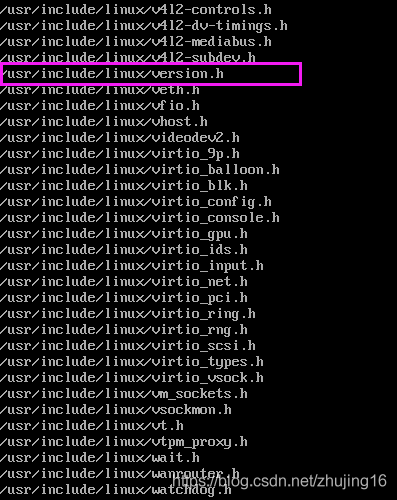 /usr/include/linux/v4l2-controls.h
/usr/include/linux/v4l2-dv-timings.h
/usr/include/linux/v4l2-mediabus.h
/usr/include/linux/v4l2-subdev.h
/usr/include/linux/version.h
/usr/include/linux/veth.h
/usr/include/linux/vfio.h
/usr/include/linux/vhost.h
/usr/include/linux/videodev2.h
/usr/include/linux/virtio_9p.h
/usr/include/linux/virtio_balloon.h
/usr/include/linux/virtio_blk.h
/usr/include/linux/virtio_config.h
/usr/include/linux/virtio_console.h
/usr/include/linux/virtio_gpu.h
/usr/include/linux/virtio_ids.h
/usr/include/linux/virtio_input.h
/usr/include/linux/virtio_net.h
/usr/include/linux/virtio_pci.h
/usr/include/linux/virtio_ring.h
/usr/include/linux/virtio_rng.h
/usr/include/linux/virtio_scsi.h
/usr/include/linux/virtio_types.h
/usr/include/linux/virtio_vsock.h
/usr/include/linux/vm_sockets.h
/usr/include/linux/vsockmon.h
/usr/include/linux/vt.h
/usr/include/linux/vtpm_proxy.h
/usr/include/linux/wait.h
/usr/include/linux/wanrouter.h
/usr/include/linux/watchdog.h
https://blog.csdn.net/zhujing16